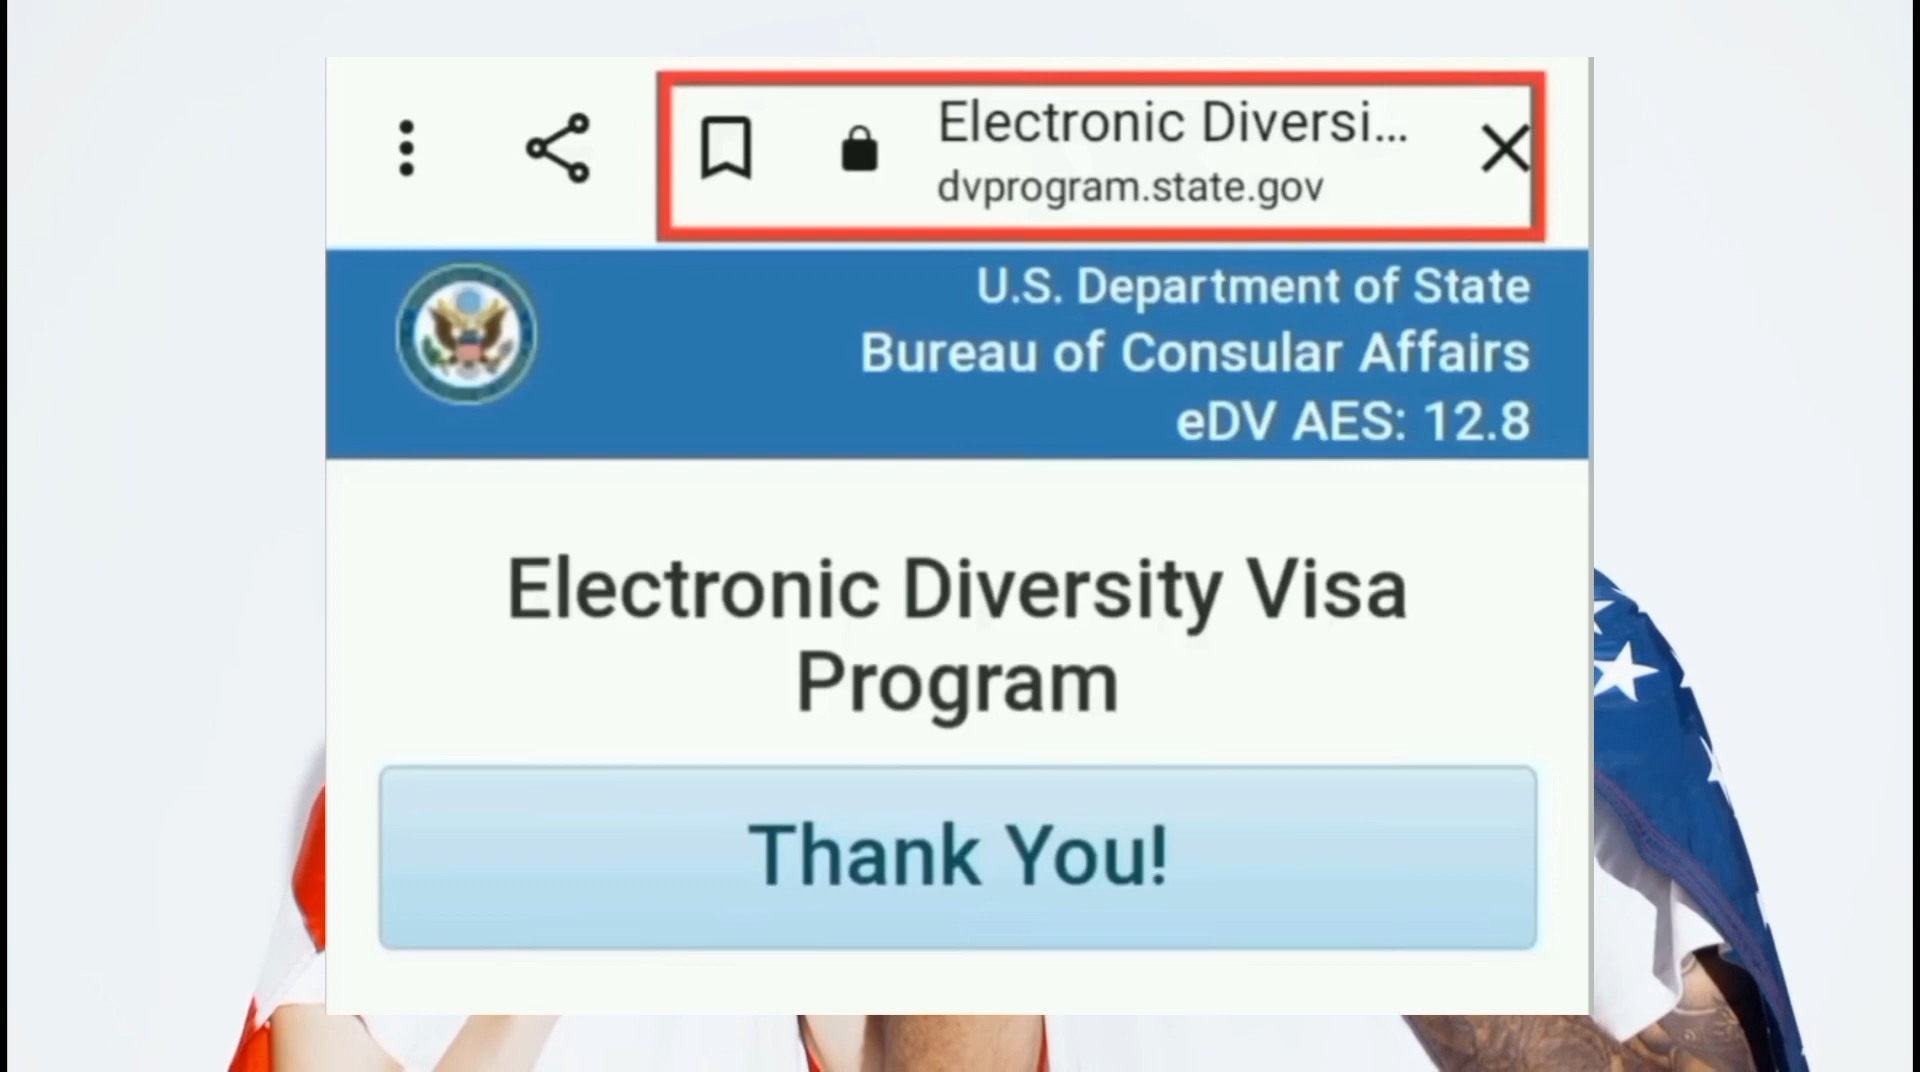 Electronic Diversi...
dvprogram.state.gov
U.S. Department of State
Bureau of Consular Affairs
eDV AES: 12.8
Electronic Diversity Visa
Program
Thank You!